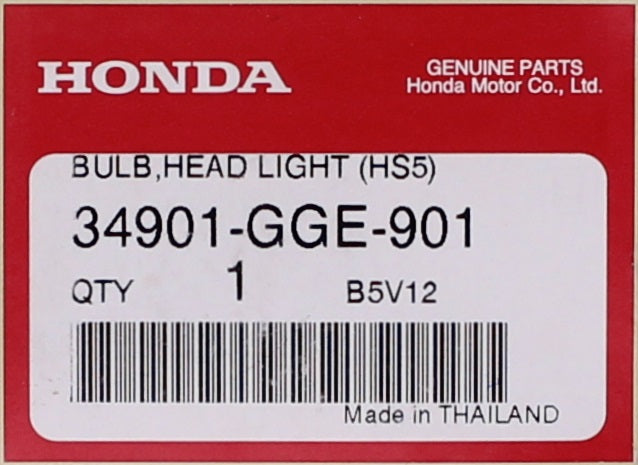 HONDA
GENUINE PARTS
Honda Motor Co., Ltd.
BULB,HEAD LIGHT (HS5)
34901-GGE-901
QTY 1 B5V12
Made in THAILAND